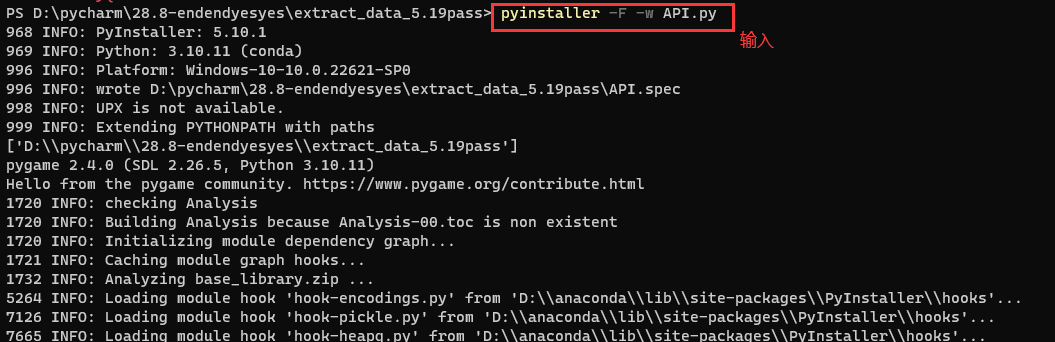 PS D:\pycharm\28.8-endendyesyes\extract_data_5.19pass> pyinstaller -F -w API.py
输入
968 INFO: PyInstaller: 5.10.1
969 INFO: Python: 3.10.11 (conda)
996 INFO: Platform: Windows-10-10.0.22621-SP0
996 INFO: wrote D:\pycharm\28.8-endendyesyes\extract_data_5.19pass\API.spec
998 INFO: UPX is not available.
999 INFO: Extending PYTHONPATH with paths
['D:\\pycharm\\28.8-endendyesyes\\extract_data_5.19pass']
pygame 2.4.0 (SDL 2.26.5, Python 3.10.11)
Hello from the pygame community. https://www.pygame.org/contribute.html
1720 INFO: checking Analysis
1720 INFO: Building Analysis because Analysis-00.toc is non existent
1720 INFO: Initializing module dependency graph...
1721 INFO: Caching module graph hooks...
1732 INFO: Analyzing base_library.zip ...
5264 INFO: Loading module hook 'hook-encodings.py' from 'D:\\anaconda\\lib\\site-packages\\PyInstaller\\hooks'...
7126 INFO: Loading module hook 'hook-pickle.py' from 'D:\\anaconda\\lib\\site-packages\\PyInstaller\\hooks'...
7665 INFO: Loading module hook 'hook-heapq.py' from 'D:\\anaconda\\lib\\site-packages\\PyInstaller\\hooks'...